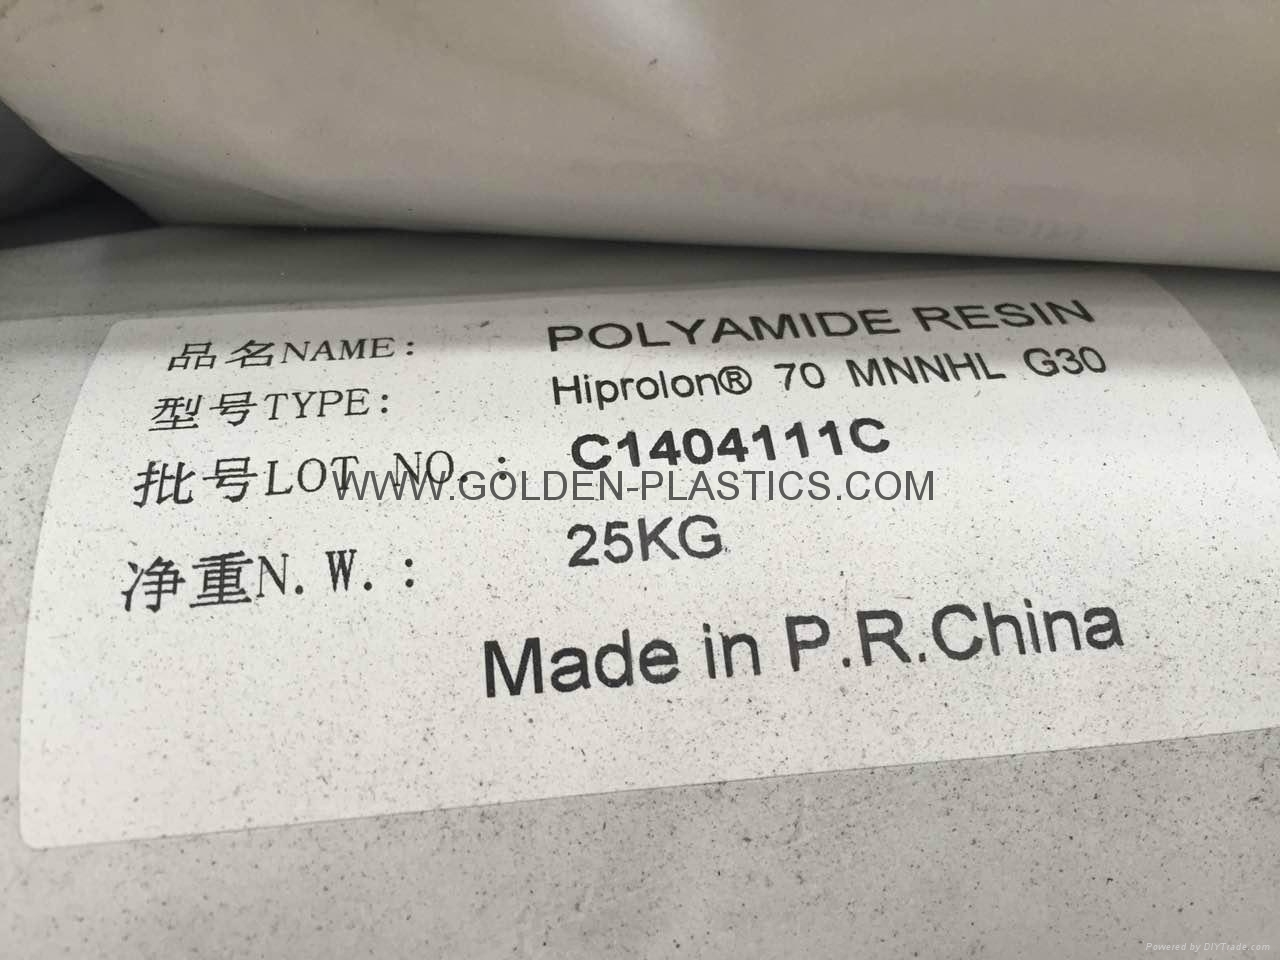 品名NAME: POLYAMIDE RESIN
型号TYPE: Hiprolon® 70 MNNHL G30
批号LOT NO.: C1404111C
WWW.GOLDEN-PLASTICS.COM
净重N.W.: 25KG
Made in P.R.China
Powered by DIYTrade.com